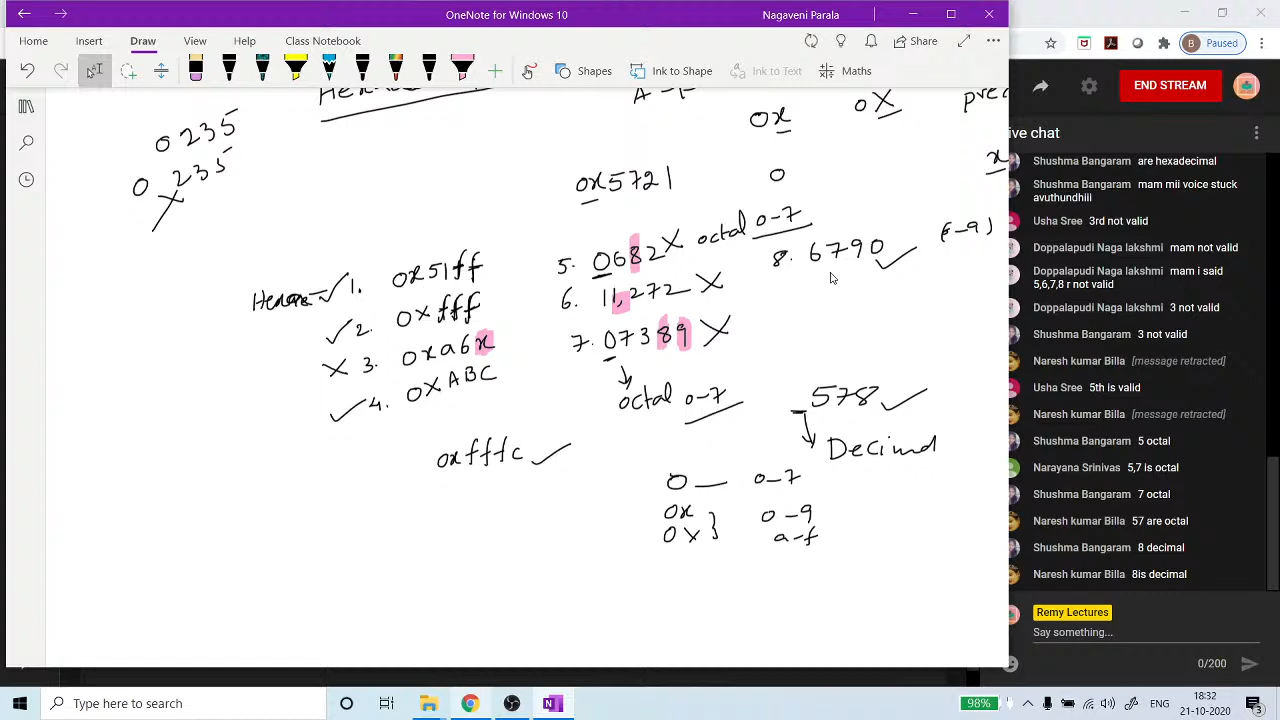 OneNote for Windows 10
Nagaveni Parala
Home Insert Draw View Help Class Notebook
Share
Shapes
Ink to Shape
Ink to Text
Maths
B Paused
END STREAM
ive chat
Shushma Bangaram are hexadecimal
Shushma Bangaram mam mii voice stuck
avuthundhiii
Usha Sree 3rd not valid
Doppalapudi Naga lakshmi mam not valid
Doppalapudi Naga lakshmi mam i said
5,6,7,8 r not valid
Doppalapudi Naga lakshmi 3 not valid
Shushma Bangaram 3 not valid
Naresh kumar Billa [message retracted]
Usha Sree 5th is valid
Naresh kumar Billa [message retracted]
Shushma Bangaram 5 octal
Narayana Srinivas 5,7 is octal
Shushma Bangaram 7 octal
Naresh kumar Billa 57 are octal
Shushma Bangaram 8 decimal
Naresh kumar Billa 8is decimal
Remy Lectures
Say something...
0/200
0235
0 235
X
0x
0X
x
0x5721
0
1. 0x51ff
2. 0xfff
3. 0xa6x
4. 0XABC
0xfffc
5. 0682 X octal 0-7
6. 11,272 X
7. 07389 X
octal 0-7
8. 6790
578
Decimal
0 — 0-7
0x
0X } 0-9
a-f
Type here to search
98%
ENG
18:32
21-10-2020
3